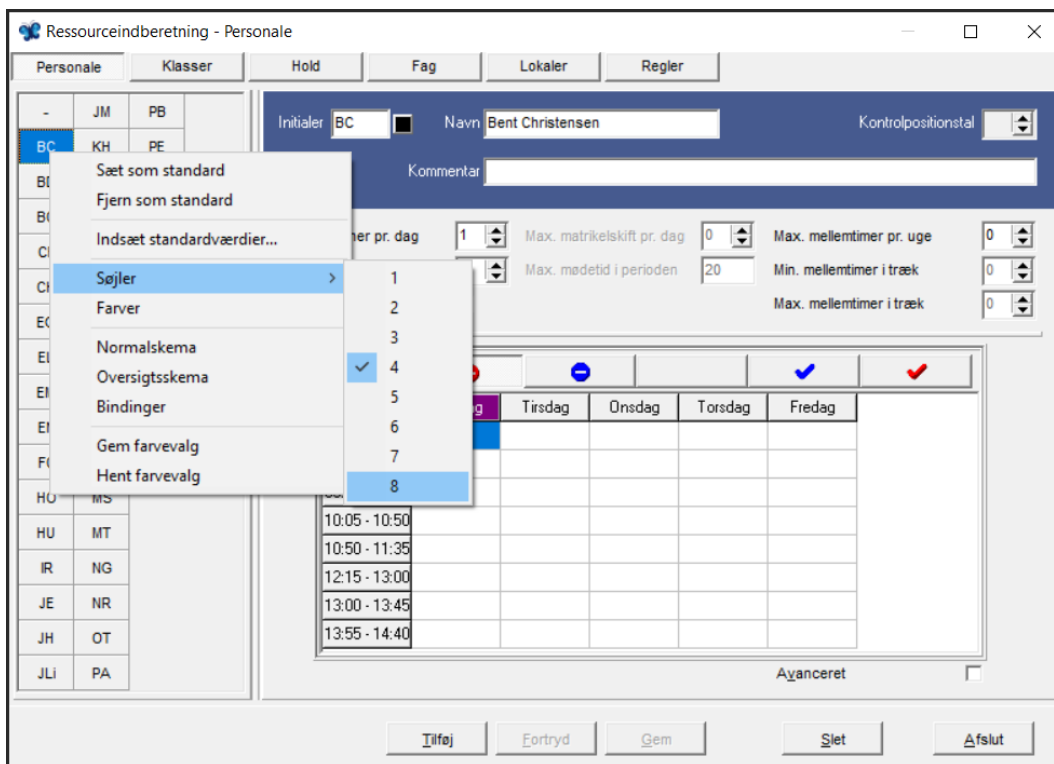 Ressourceindberetning - Personale
Personale Klasser Hold Fag Lokaler Regler
- JM PB
BC KH PE
HO MS
HU MT
IR NG
JE NR
JH OT
JLi PA
Initialer BC Navn Bent Christensen Kontrolpositionstal
Kommentar
pr. dag 1 Max. matrikelskift pr. dag 0 Max. mellemtimer pr. uge 0
Max. mødetid i perioden 20 Min. mellemtimer i træk 0
Max. mellemtimer i træk 0
Sæt som standard
Fjern som standard
Indsæt standardværdier...
Søjler
Farver
Normalskema
Oversigtsskema
Bindinger
Gem farvevalg
Hent farvevalg
1
2
3
4
5
6
7
8
Tirsdag Onsdag Torsdag Fredag
10:05 - 10:50
10:50 - 11:35
12:15 - 13:00
13:00 - 13:45
13:55 - 14:40
Avanceret
Tilføj Fortryd Gem Slet Afslut